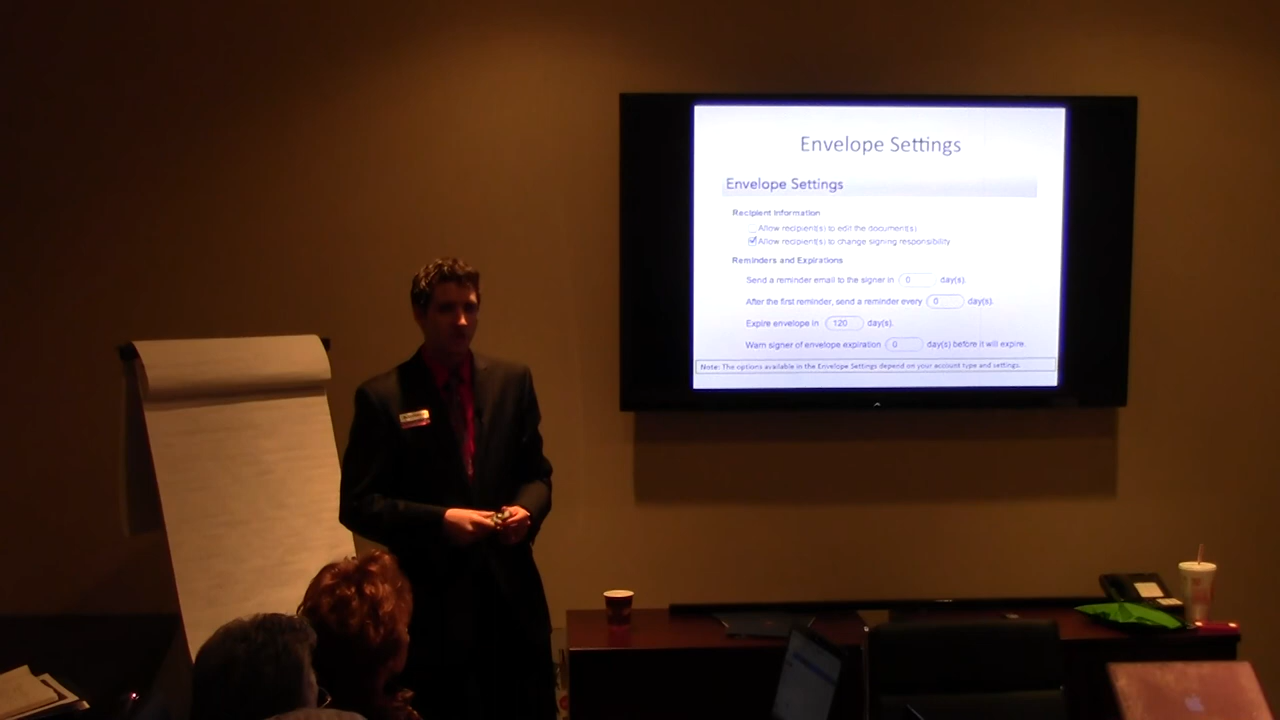 Envelope Settings
Envelope Settings
Recipient Information
Allow recipient(s) to edit the document(s)
Allow recipient(s) to change signing responsibility
Reminders and Expirations
Send a reminder email to the signer in 0 day(s).
After the first reminder, send a reminder every 0 day(s).
Expire envelope in 120 day(s).
Warn signer of envelope expiration 0 day(s) before it will expire.
Note: The options available in the Envelope Settings depend on your account type and settings.